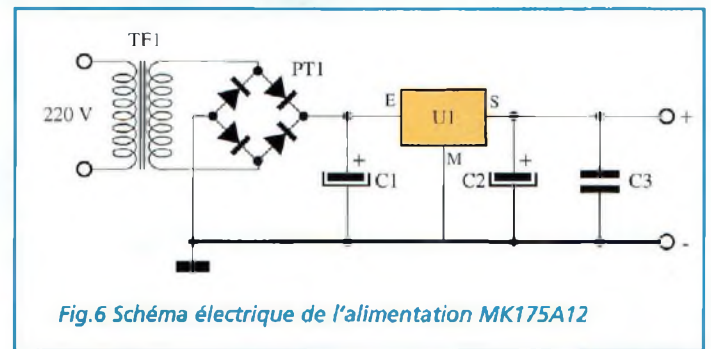 TF1
PT1
220 V
E
U1
S
+
M
+
C1
+
C2
C3
-
Fig.6 Schéma électrique de l'alimentation MK175A12